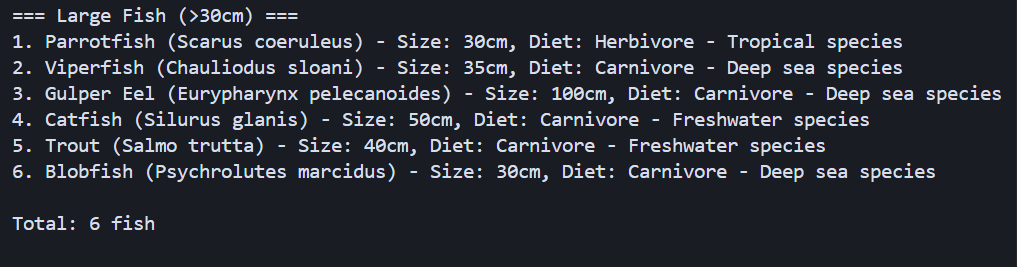 === Large Fish (>30cm) ===
1. Parrotfish (Scarus coeruleus) - Size: 30cm, Diet: Herbivore - Tropical species
2. Viperfish (Chauliodus sloani) - Size: 35cm, Diet: Carnivore - Deep sea species
3. Gulper Eel (Eurypharynx pelecanoides) - Size: 100cm, Diet: Carnivore - Deep sea species
4. Catfish (Silurus glanis) - Size: 50cm, Diet: Carnivore - Freshwater species
5. Trout (Salmo trutta) - Size: 40cm, Diet: Carnivore - Freshwater species
6. Blobfish (Psychrolutes marcidus) - Size: 30cm, Diet: Carnivore - Deep sea species
Total: 6 fish